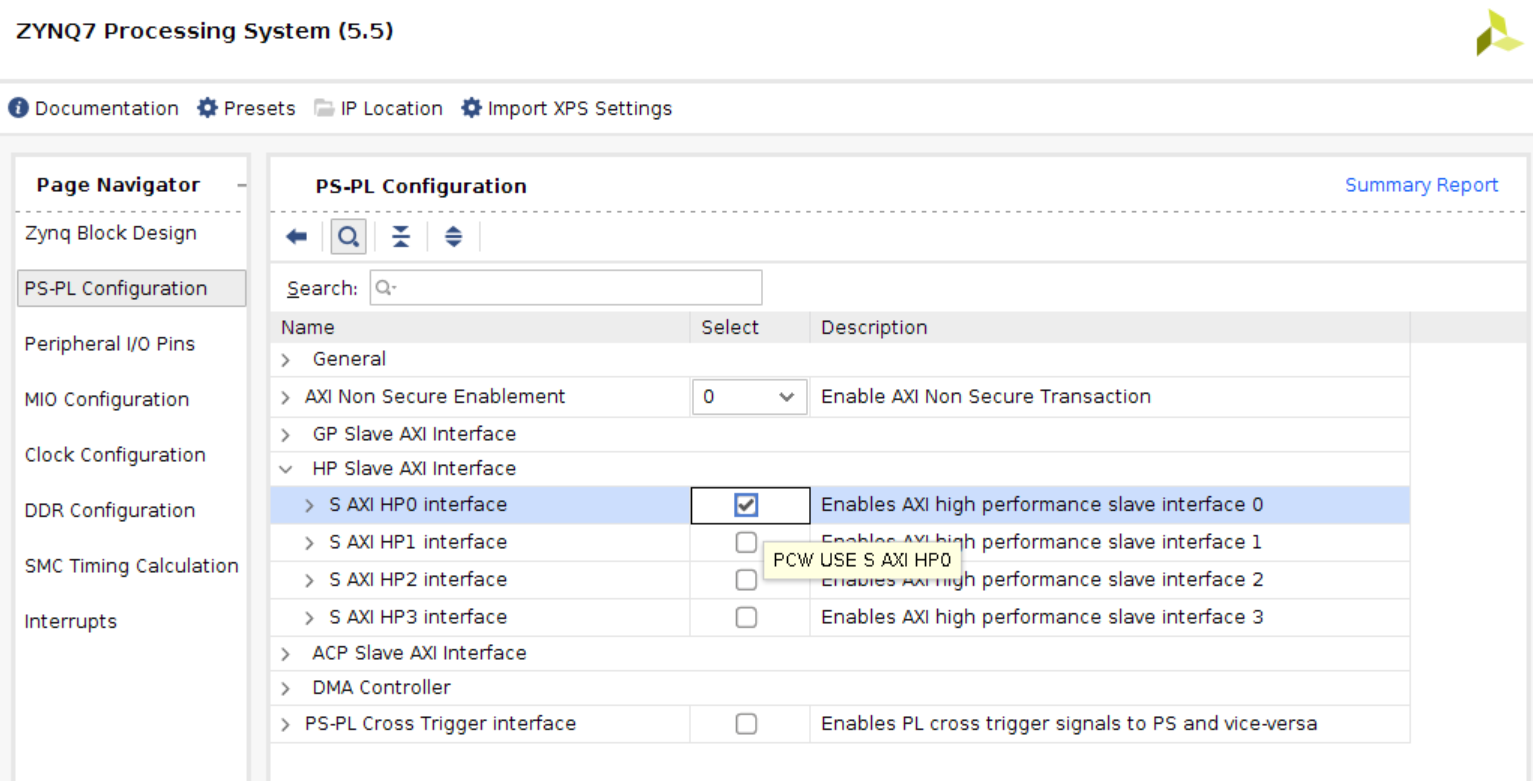 ZYNQ7 Processing System (5.5)
Documentation Presets IP Location Import XPS Settings
Page Navigator
Zynq Block Design
PS-PL Configuration
Peripheral I/O Pins
MIO Configuration
Clock Configuration
DDR Configuration
SMC Timing Calculation
Interrupts
PS-PL Configuration Summary Report
Search:
Name Select Description
General
AXI Non Secure Enablement 0 Enable AXI Non Secure Transaction
GP Slave AXI Interface
HP Slave AXI Interface
S AXI HP0 interface Enables AXI high performance slave interface 0
S AXI HP1 interface Enables AXI high performance slave interface 1
PCW USE S AXI HP0
S AXI HP2 interface Enables AXI high performance slave interface 2
S AXI HP3 interface Enables AXI high performance slave interface 3
ACP Slave AXI Interface
DMA Controller
PS-PL Cross Trigger interface Enables PL cross trigger signals to PS and vice-versa